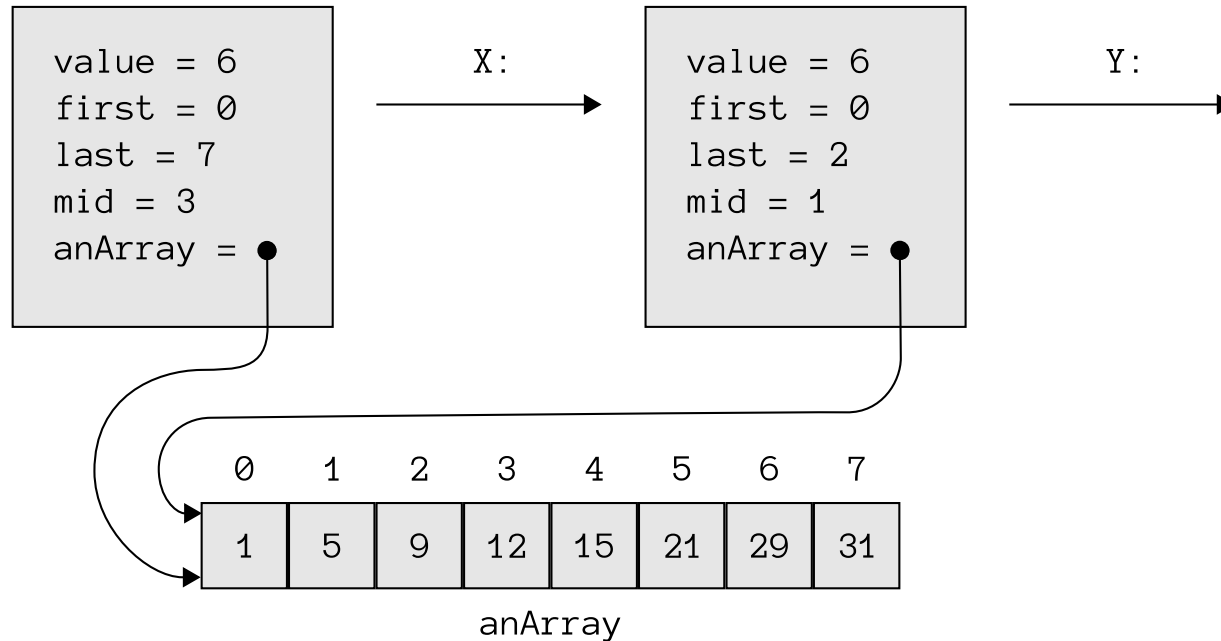 value = 6
first = 0
last = 7
mid = 3
anArray =
X:
value = 6
first = 0
last = 2
mid = 1
anArray =
Y:
0 1 2 3 4 5 6 7
1 5 9 12 15 21 29 31
anArray